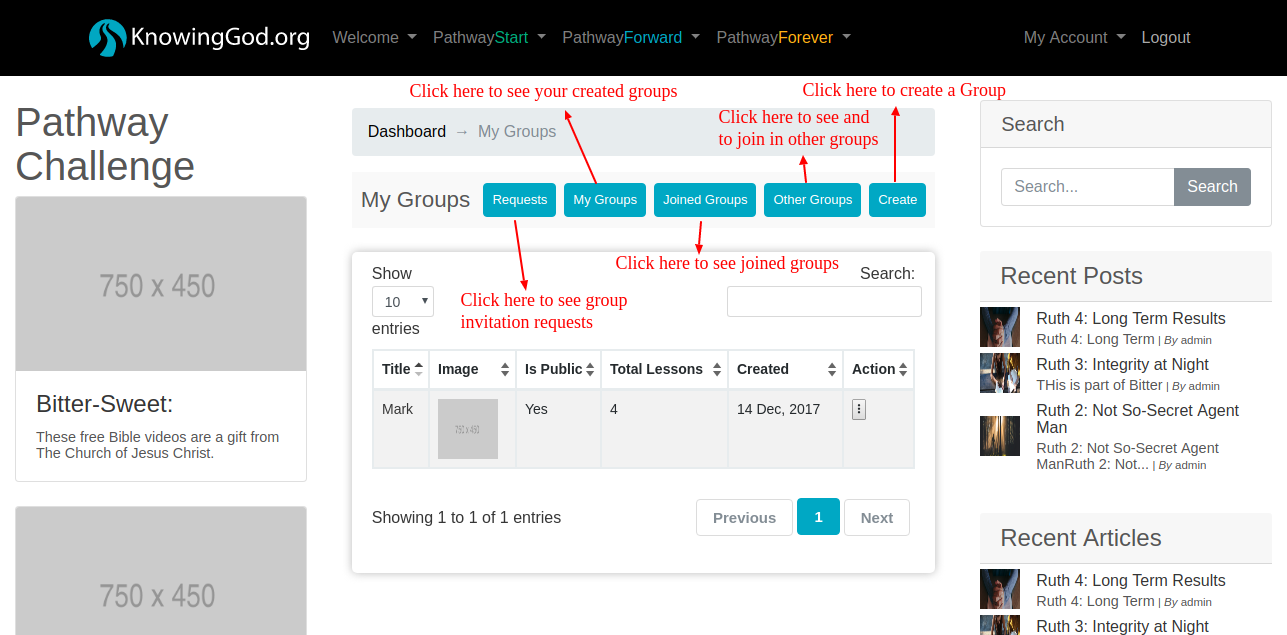 KnowingGod.org
Welcome
PathwayStart
PathwayForward
PathwayForever
My Account
Logout
Pathway
Challenge
750 x 450
Bitter-Sweet:
These free Bible videos are a gift from
The Church of Jesus Christ.
750 x 450
Click here to see your created groups
Click here to create a Group
Click here to see and
to join in other groups
Dashboard → My Groups
My Groups
Requests
My Groups
Joined Groups
Other Groups
Create
Click here to see joined groups
Click here to see group
invitation requests
Show
10
entries
Search:
Title Image Is Public Total Lessons Created Action
Mark 750 x 450 Yes 4 14 Dec, 2017
Showing 1 to 1 of 1 entries
Previous 1 Next
Search
Search...
Search
Recent Posts
Ruth 4: Long Term Results
Ruth 4: Long Term | By admin
Ruth 3: Integrity at Night
THis is part of Bitter | By admin
Ruth 2: Not So-Secret Agent
Man
Ruth 2: Not So-Secret Agent
ManRuth 2: Not... | By admin
Recent Articles
Ruth 4: Long Term Results
Ruth 4: Long Term | By admin
Ruth 3: Integrity at Night